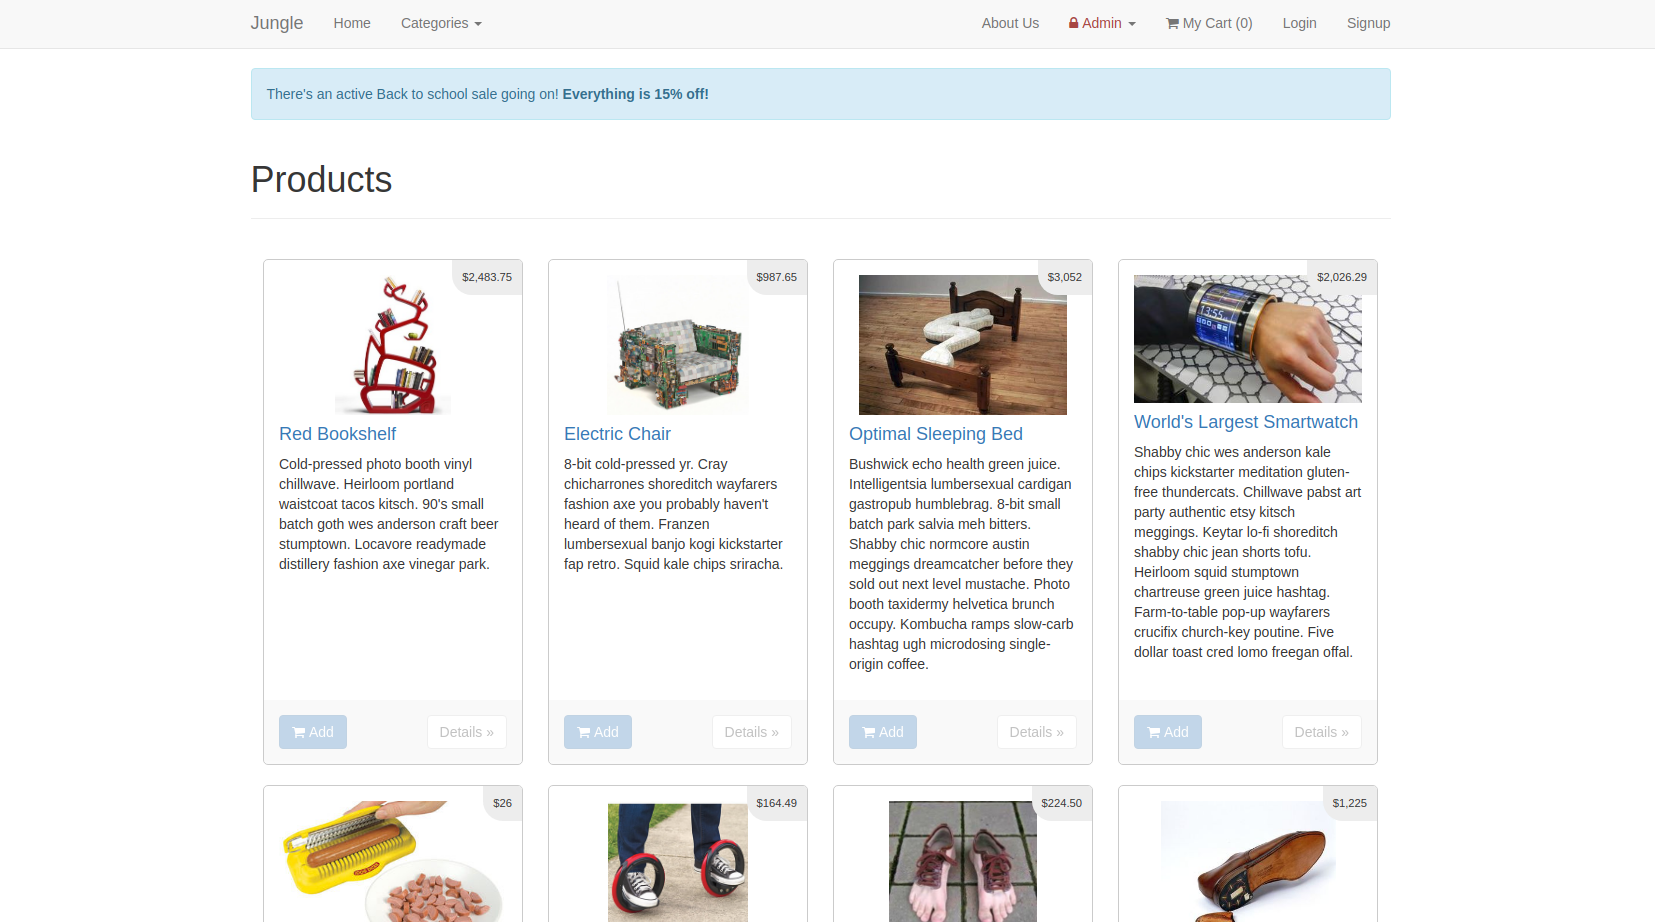 Jungle Home Categories About Us Admin My Cart (0) Login Signup
There's an active Back to school sale going on! Everything is 15% off!
Products
$2,483.75
Red Bookshelf
Cold-pressed photo booth vinyl
chillwave. Heirloom portland
waistcoat tacos kitsch. 90's small
batch goth wes anderson craft beer
stumptown. Locavore readymade
distillery fashion axe vinegar park.
Add Details »
$987.65
Electric Chair
8-bit cold-pressed yr. Cray
chicharrones shoreditch wayfarers
fashion axe you probably haven't
heard of them. Franzen
lumbersexual banjo kogi kickstarter
fap retro. Squid kale chips sriracha.
Add Details »
$3,052
Optimal Sleeping Bed
Bushwick echo health green juice.
Intelligentsia lumbersexual cardigan
gastropub humblebrag. 8-bit small
batch park salvia meh bitters.
Shabby chic normcore austin
meggings dreamcatcher before they
sold out next level mustache. Photo
booth taxidermy helvetica brunch
occupy. Kombucha ramps slow-carb
hashtag ugh microdosing single-
origin coffee.
Add Details »
$2,026.29
13:55
World's Largest Smartwatch
Shabby chic wes anderson kale
chips kickstarter meditation gluten-
free thundercats. Chillwave pabst art
party authentic etsy kitsch
meggings. Keytar lo-fi shoreditch
shabby chic jean shorts tofu.
Heirloom squid stumptown
chartreuse green juice hashtag.
Farm-to-table pop-up wayfarers
crucifix church-key poutine. Five
dollar toast cred lomo freegan offal.
Add Details »
$26
$164.49
$224.50
$1,225